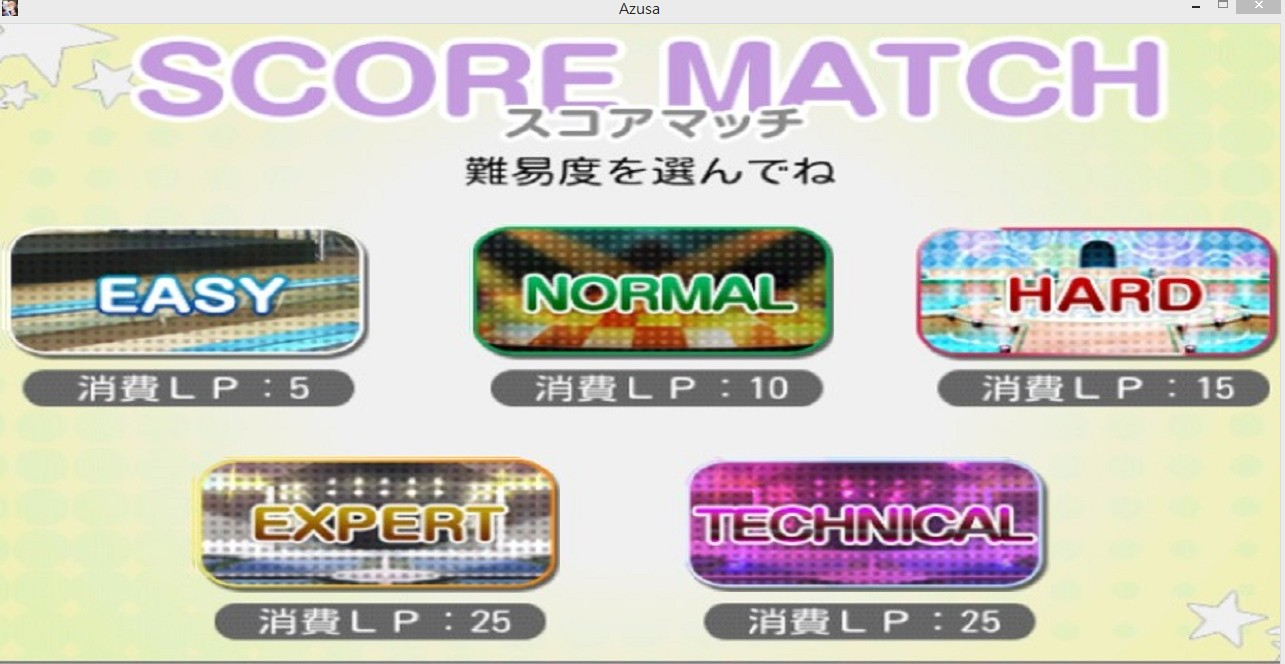 Azusa
SCORE MATCH
スコアマッチ
難易度を選んでね
EASY
NORMAL
HARD
消費ＬＰ：5
消費ＬＰ：10
消費ＬＰ：15
EXPERT
TECHNICAL
消費ＬＰ：25
消費ＬＰ：25